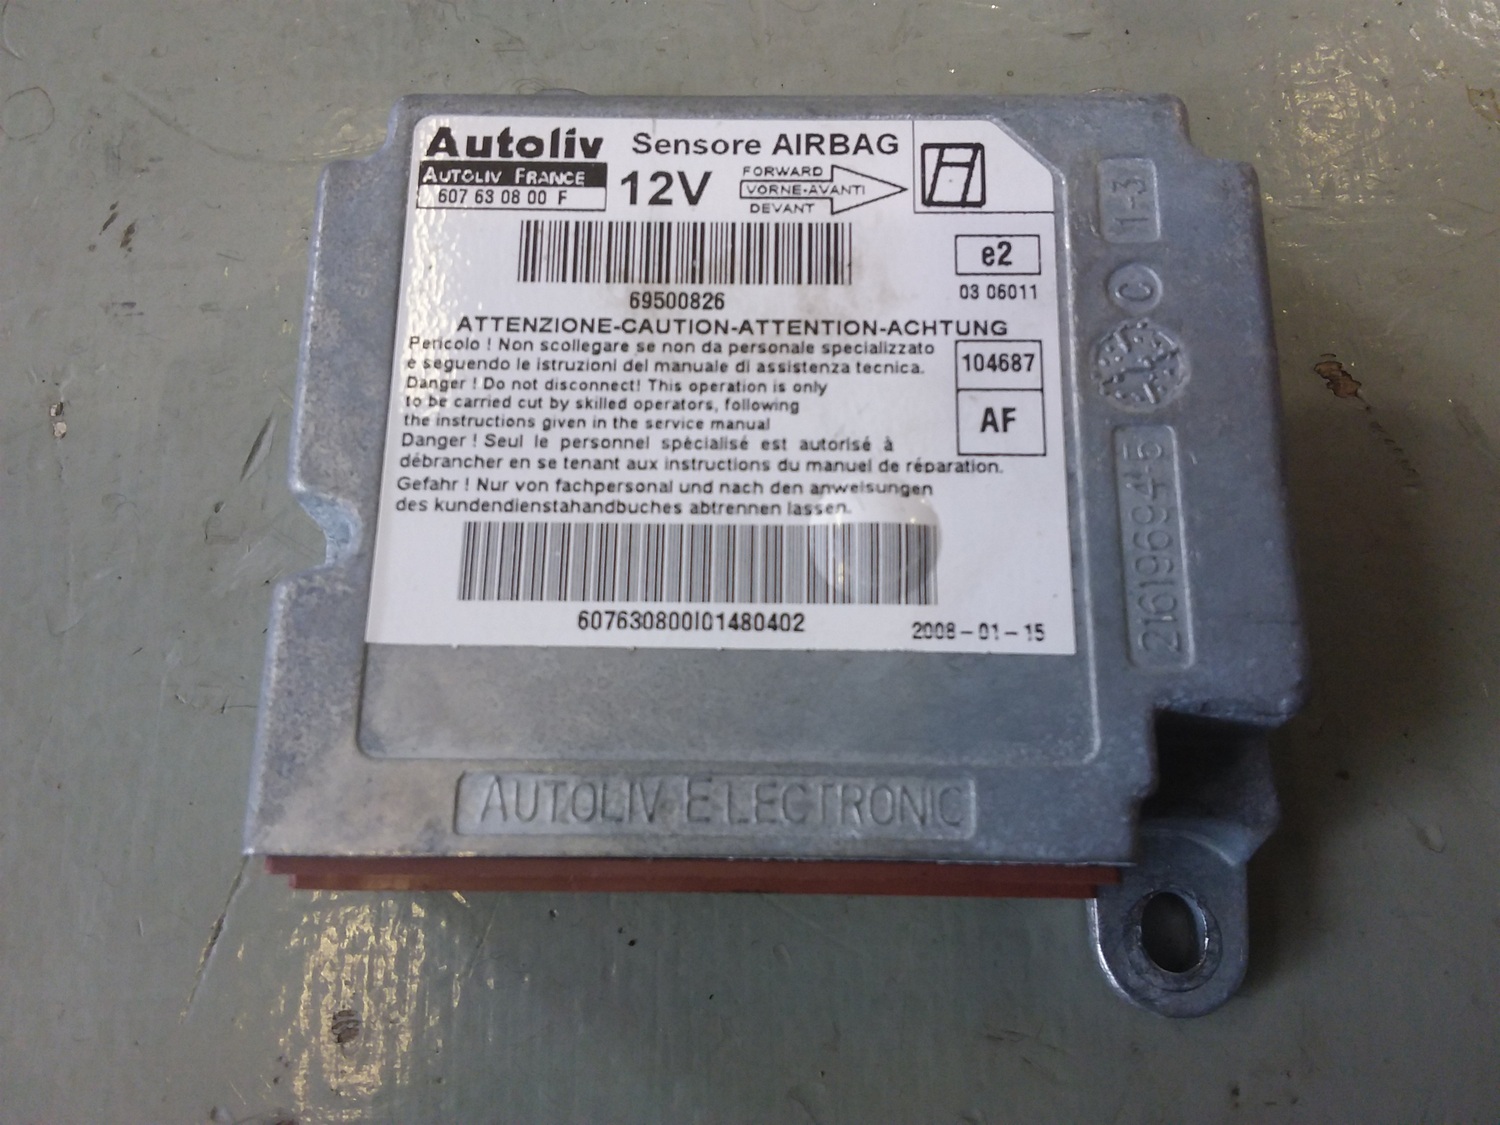 Autoliv Sensore AIRBAG
AUTOLIV FRANCE
607 63 08 00 F
12V
FORWARD
VORNE-AVANTI
DEVANT
e2
03 06011
69500826
ATTENZIONE-CAUTION-ATTENTION-ACHTUNG
Pericolo ! Non scollegare se non da personale specializzato
e seguendo le istruzioni del manuale di assistenza tecnica.
Danger ! Do not disconnect! This operation is only
to be carried cut by skilled operators, following
the instructions given in the service manual
Danger ! Seul le personnel spécialisé est autorisé à
débrancher en se tenant aux instructions du manuel de réparation.
Gefahr ! Nur von fachpersonal und nach den anweisungen
des kundendienstahandbuches abtrennen lassen.
104687
AF
607630800I01480402
2008-01-15
1-3
C
216196945
AUTOLIV ELECTRONIC